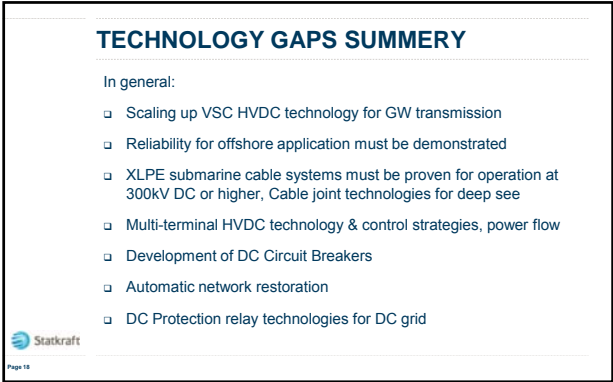 TECHNOLOGY GAPS SUMMERY
In general:
Scaling up VSC HVDC technology for GW transmission
Reliability for offshore application must be demonstrated
XLPE submarine cable systems must be proven for operation at
300kV DC or higher, Cable joint technologies for deep see
Multi-terminal HVDC technology & control strategies, power flow
Development of DC Circuit Breakers
Automatic network restoration
DC Protection relay technologies for DC grid
Statkraft
Page 18